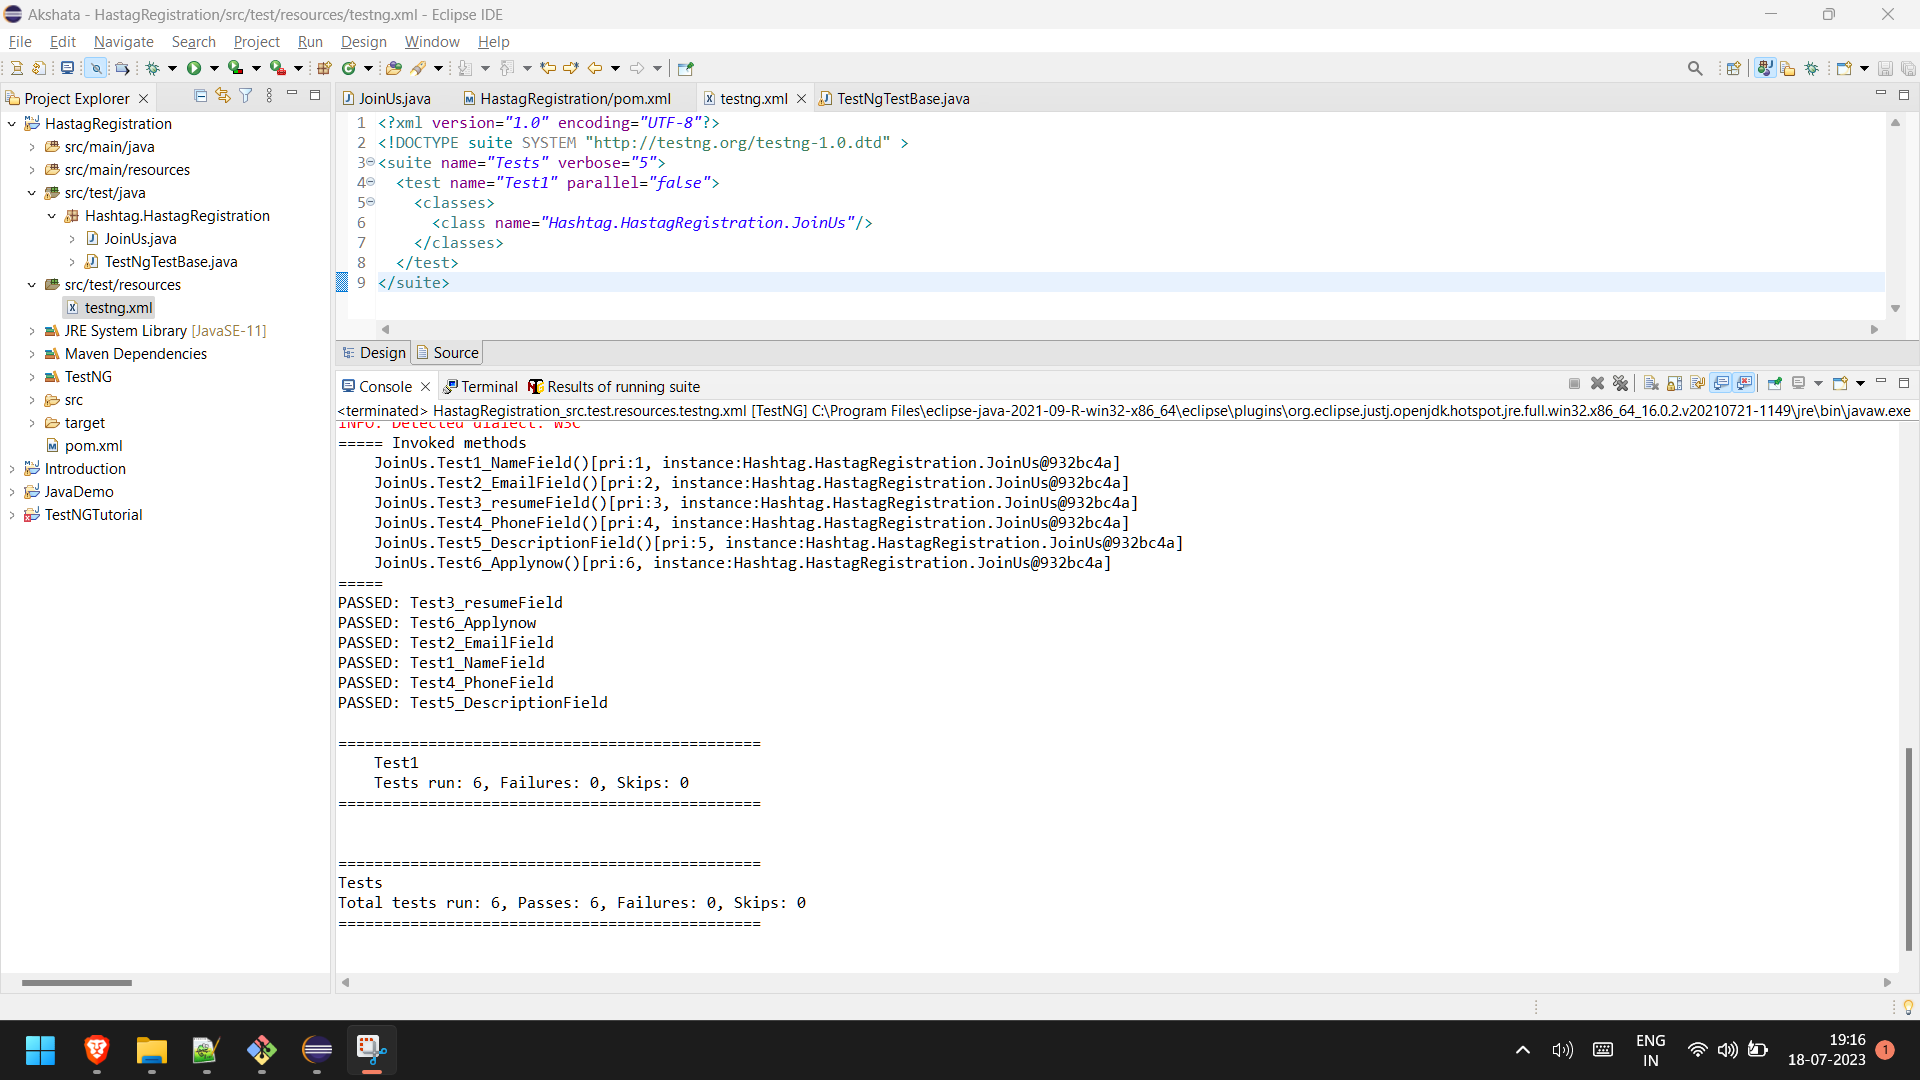 Akshata - HastagRegistration/src/test/resources/testng.xml - Eclipse IDE
File Edit Navigate Search Project Run Design Window Help
Project Explorer
HastagRegistration
src/main/java
src/main/resources
src/test/java
Hashtag.HastagRegistration
JoinUs.java
TestNgTestBase.java
src/test/resources
testng.xml
JRE System Library [JavaSE-11]
Maven Dependencies
TestNG
src
target
pom.xml
Introduction
JavaDemo
TestNGTutorial
JoinUs.java HastagRegistration/pom.xml testng.xml TestNgTestBase.java
1 <?xml version="1.0" encoding="UTF-8"?>
2 <!DOCTYPE suite SYSTEM "http://testng.org/testng-1.0.dtd" >
3 <suite name="Tests" verbose="5">
4 <test name="Test1" parallel="false">
5 <classes>
6 <class name="Hashtag.HastagRegistration.JoinUs"/>
7 </classes>
8 </test>
9 </suite>
Design Source
Console Terminal Results of running suite
<terminated> HastagRegistration_src.test.resources.testng.xml [TestNG] C:\Program Files\eclipse-java-2021-09-R-win32-x86_64\eclipse\plugins\org.eclipse.justj.openjdk.hotspot.jre.full.win32.x86_64_16.0.2.v20210721-1149\jre\bin\javaw.exe
INFO: Detected dialect: W3C
===== Invoked methods
JoinUs.Test1_NameField()[pri:1, instance:Hashtag.HastagRegistration.JoinUs@932bc4a]
JoinUs.Test2_EmailField()[pri:2, instance:Hashtag.HastagRegistration.JoinUs@932bc4a]
JoinUs.Test3_resumeField()[pri:3, instance:Hashtag.HastagRegistration.JoinUs@932bc4a]
JoinUs.Test4_PhoneField()[pri:4, instance:Hashtag.HastagRegistration.JoinUs@932bc4a]
JoinUs.Test5_DescriptionField()[pri:5, instance:Hashtag.HastagRegistration.JoinUs@932bc4a]
JoinUs.Test6_Applynow()[pri:6, instance:Hashtag.HastagRegistration.JoinUs@932bc4a]
=====
PASSED: Test3_resumeField
PASSED: Test6_Applynow
PASSED: Test2_EmailField
PASSED: Test1_NameField
PASSED: Test4_PhoneField
PASSED: Test5_DescriptionField
===============================================
Test1
Tests run: 6, Failures: 0, Skips: 0
===============================================
===============================================
Tests
Total tests run: 6, Passes: 6, Failures: 0, Skips: 0
===============================================
ENG
IN
19:16
18-07-2023
1